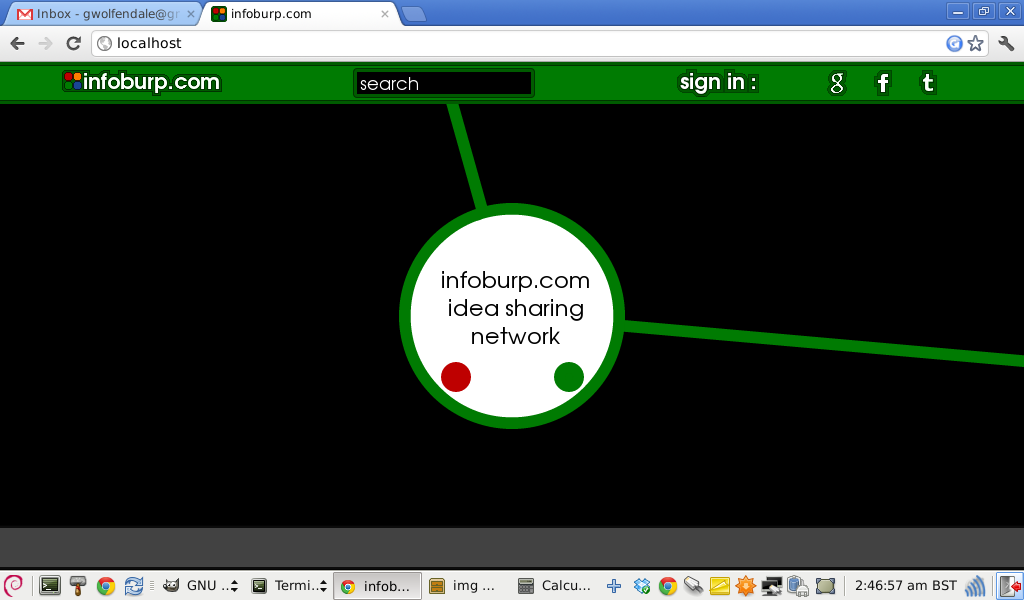 Inbox - gwolfendale@gr
infoburp.com
localhost
infoburp.com
search
sign in :
g
f
t
infoburp.com
idea sharing
network
GNU ..
Termi..
infob...
img ...
Calcu...
2:46:57 am BST